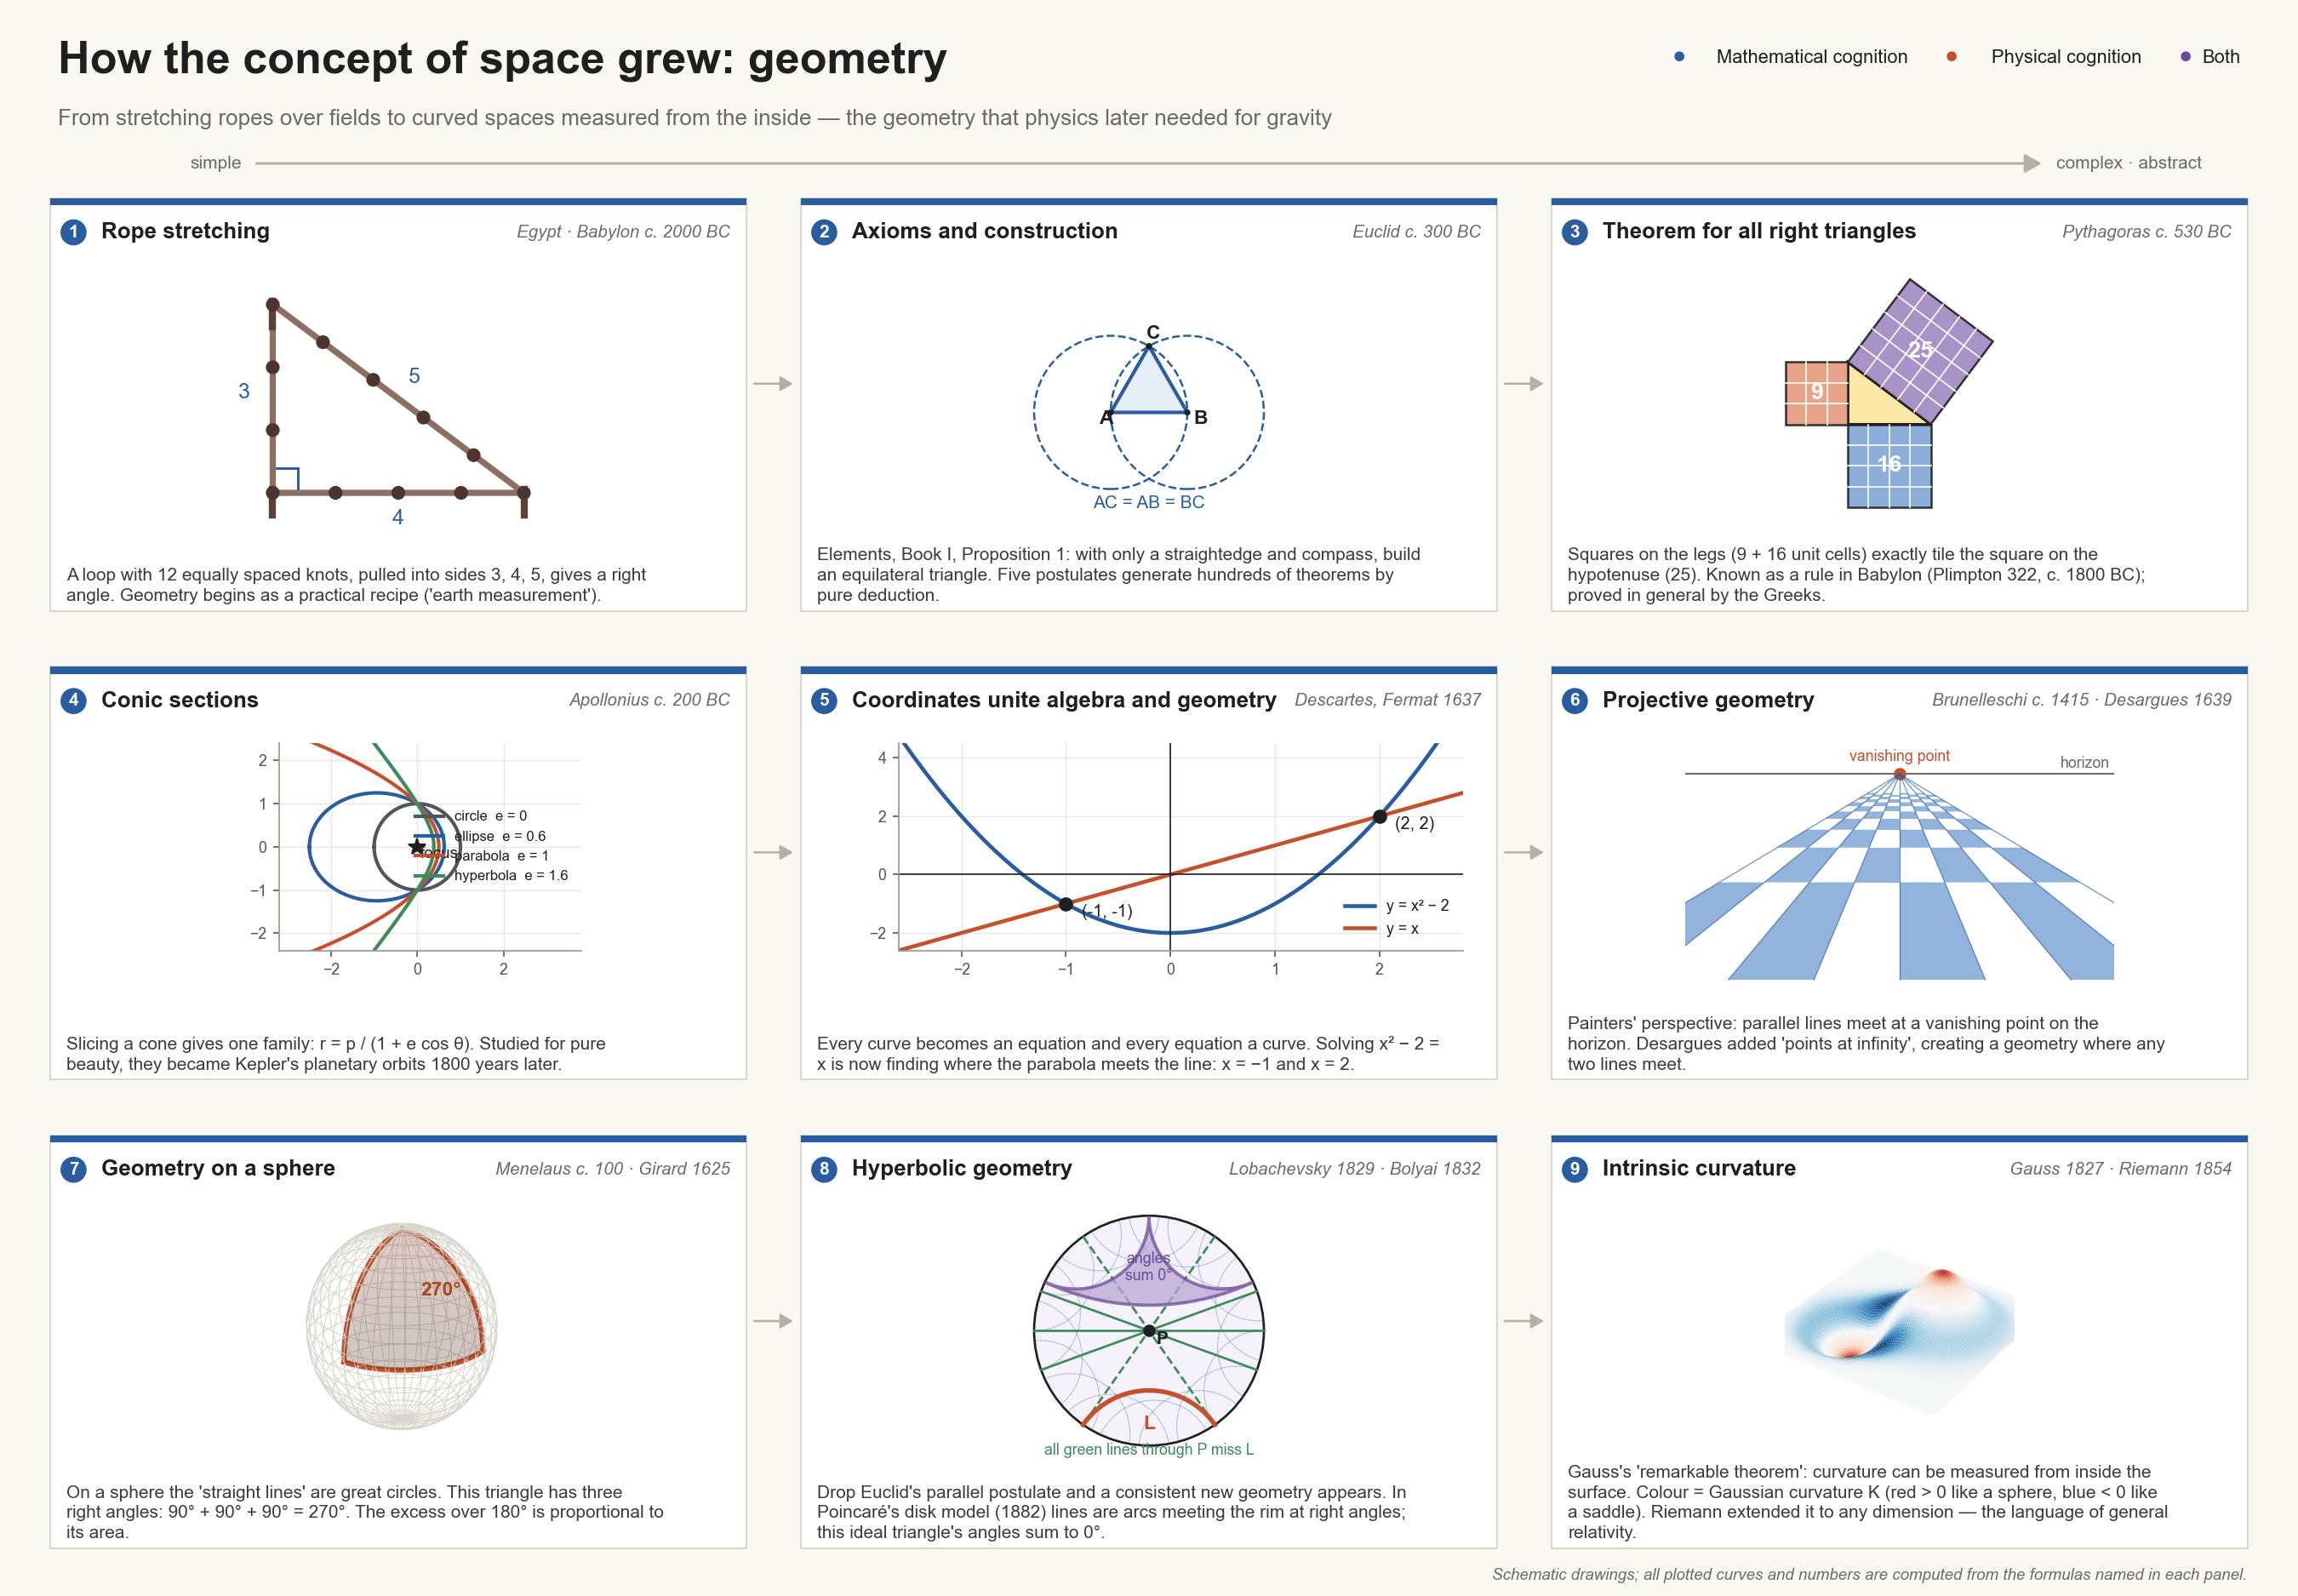 How the concept of space grew: geometry
Mathematical cognition
Physical cognition
Both
From stretching ropes over fields to curved spaces measured from the inside — the geometry that physics later needed for gravity
simple
complex · abstract
1 Rope stretching
Egypt · Babylon c. 2000 BC
3
5
4
A loop with 12 equally spaced knots, pulled into sides 3, 4, 5, gives a right
angle. Geometry begins as a practical recipe ('earth measurement').
2 Axioms and construction
Euclid c. 300 BC
C
A
B
AC = AB = BC
Elements, Book I, Proposition 1: with only a straightedge and compass, build
an equilateral triangle. Five postulates generate hundreds of theorems by
pure deduction.
3 Theorem for all right triangles
Pythagoras c. 530 BC
25
9
16
Squares on the legs (9 + 16 unit cells) exactly tile the square on the
hypotenuse (25). Known as a rule in Babylon (Plimpton 322, c. 1800 BC);
proved in general by the Greeks.
4 Conic sections
Apollonius c. 200 BC
2
1
0
−1
−2
−2
0
2
circle e = 0
ellipse e = 0.6
focus
parabola e = 1
hyperbola e = 1.6
Slicing a cone gives one family: r = p / (1 + e cos θ). Studied for pure
beauty, they became Kepler's planetary orbits 1800 years later.
5 Coordinates unite algebra and geometry
Descartes, Fermat 1637
4
2
0
−2
−2
−1
0
1
2
(2, 2)
(-1, -1)
y = x² − 2
y = x
Every curve becomes an equation and every equation a curve. Solving x² − 2 =
x is now finding where the parabola meets the line: x = −1 and x = 2.
6 Projective geometry
Brunelleschi c. 1415 · Desargues 1639
vanishing point
horizon
Painters' perspective: parallel lines meet at a vanishing point on the
horizon. Desargues added 'points at infinity', creating a geometry where any
two lines meet.
7 Geometry on a sphere
Menelaus c. 100 · Girard 1625
270°
On a sphere the 'straight lines' are great circles. This triangle has three
right angles: 90° + 90° + 90° = 270°. The excess over 180° is proportional to
its area.
8 Hyperbolic geometry
Lobachevsky 1829 · Bolyai 1832
angles
sum 0°
P
L
all green lines through P miss L
Drop Euclid's parallel postulate and a consistent new geometry appears. In
Poincaré's disk model (1882) lines are arcs meeting the rim at right angles;
this ideal triangle's angles sum to 0°.
9 Intrinsic curvature
Gauss 1827 · Riemann 1854
Gauss's 'remarkable theorem': curvature can be measured from inside the
surface. Colour = Gaussian curvature K (red > 0 like a sphere, blue < 0 like
a saddle). Riemann extended it to any dimension — the language of general
relativity.
Schematic drawings; all plotted curves and numbers are computed from the formulas named in each panel.